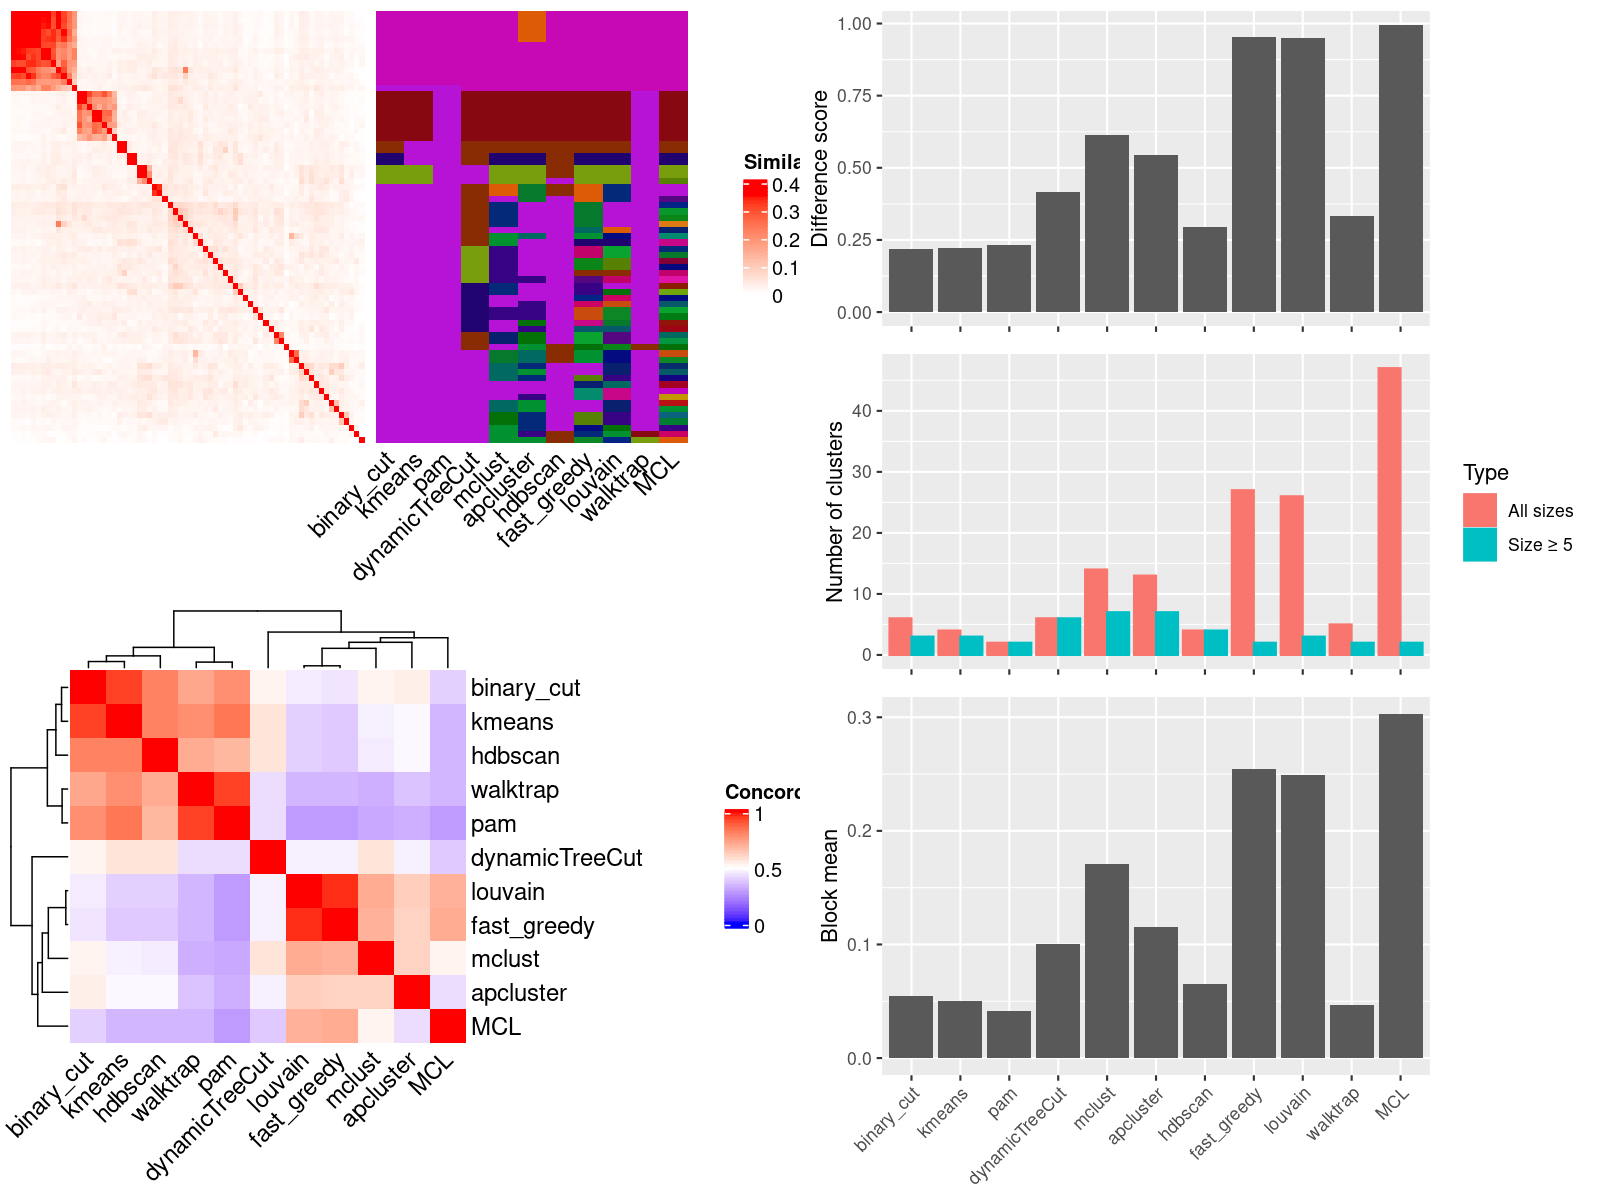 Simila
0.4
0.3
0.2
0.1
0
binary_cut
kmeans
pam
dynamicTreeCut
mclust
apcluster
hdbscan
fast_greedy
louvain
walktrap
MCL
binary_cut
kmeans
hdbscan
walktrap
pam
dynamicTreeCut
louvain
fast_greedy
mclust
apcluster
MCL
binary_cut
kmeans
hdbscan
walktrap
pam
dynamicTreeCut
louvain
fast_greedy
mclust
apcluster
MCL
Concord
1
0.5
0
Difference score
1.00
0.75
0.50
0.25
0.00
Number of clusters
40
30
20
10
0
Type
All sizes
Size ≥ 5
Block mean
0.3
0.2
0.1
0.0
binary_cut
kmeans
pam
dynamicTreeCut
mclust
apcluster
hdbscan
fast_greedy
louvain
walktrap
MCL